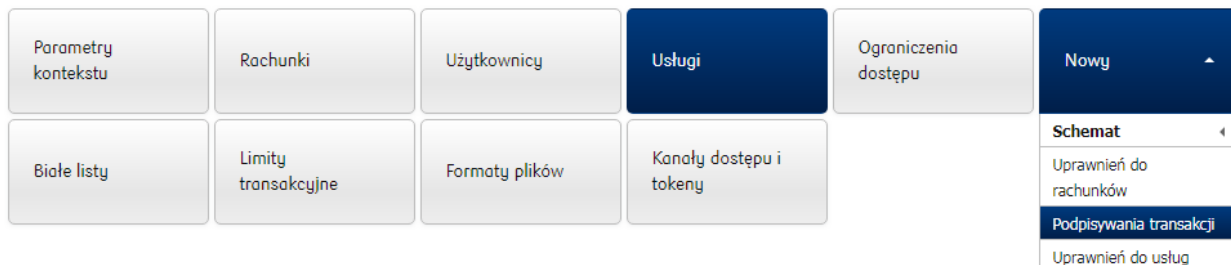 Parametry
kontekstu
Rachunki
Użytkownicy
Usługi
Ograniczenia
dostępu
Nowy
Białe listy
Limity
transakcyjne
Formaty plików
Kanały dostępu i
tokeny
Schemat
Uprawnień do
rachunków
Podpisywania transakcji
Uprawnień do usług